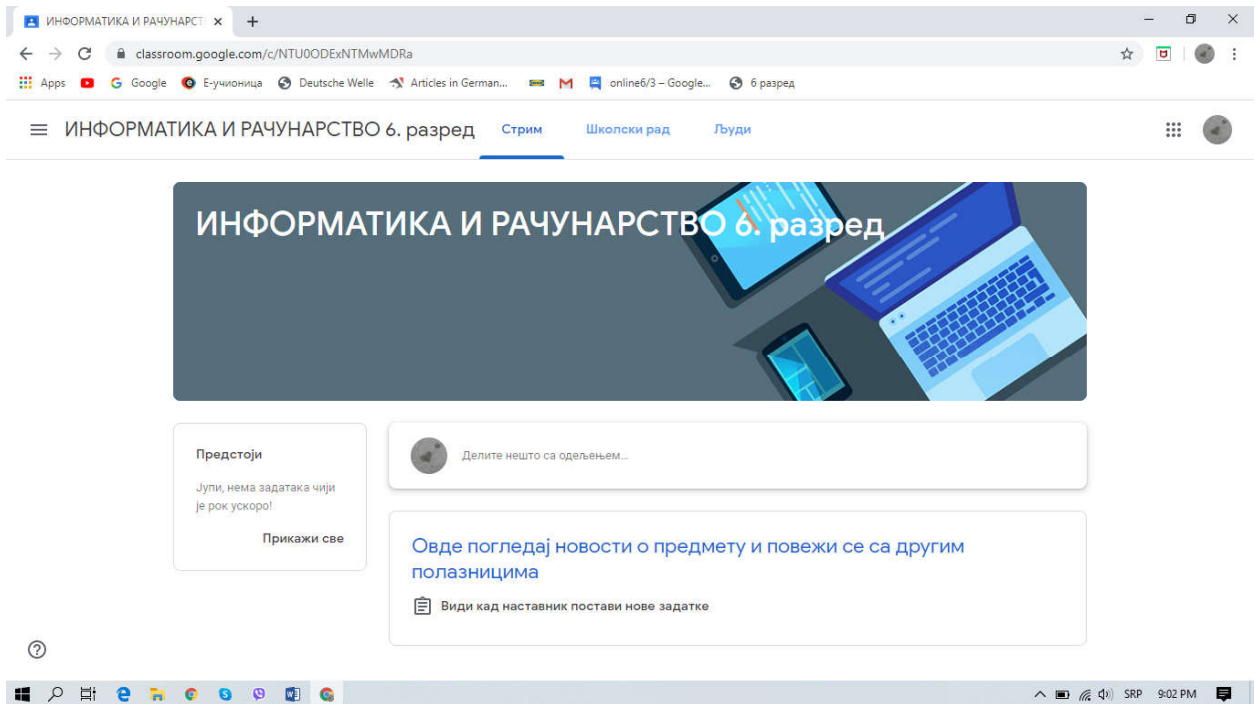 ИНФОРМАТИКА И РАЧУНАРСТ
classroom.google.com/c/NTU0ODExNTMwMDRa
Apps Google Е-учионица Deutsche Welle Articles in German... online6/3 – Google... 6 разред
ИНФОРМАТИКА И РАЧУНАРСТВО 6. разред Стрим Школски рад Људи
ИНФОРМАТИКА И РАЧУНАРСТВО 6. разред
Предстоји
Јупи, нема задатака чији
је рок ускоро!
Прикажи све
Делите нешто са одељењем...
Овде погледај новости о предмету и повежи се са другим
полазницима
Види кад наставник постави нове задатке
SRP 9:02 PM